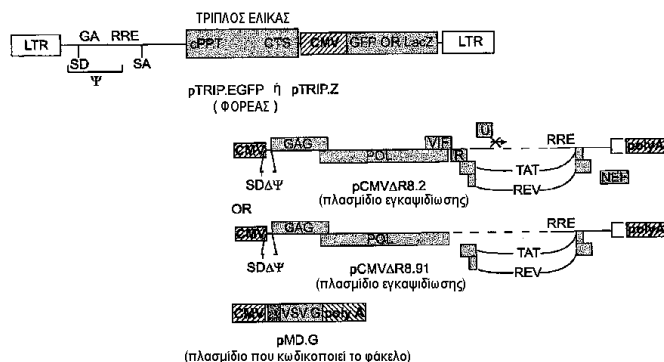 ΤΡΙΠΛΟΣ ΕΛΙΚΑΣ
LTR GA RRE cPPT CTS CMV GFP OR LacZ LTR
SD SA
Ψ
pTRIP.EGFP ή pTRIP.Z
( ΦΟΡΕΑΣ)
CMV GAG POL VIF R U RRE polyA
SDΔΨ TAT NEF
REV
pCMVΔR8.2
(πλασμίδιο εγκαψιδίωσης)
OR
CMV GAG POL RRE polyA
SDΔΨ TAT
REV
pCMVΔR8.91
(πλασμίδιο εγκαψιδίωσης)
CMV VSV.G poly A
pMD.G
(πλασμίδιο που κωδικοποιεί το φάκελο)